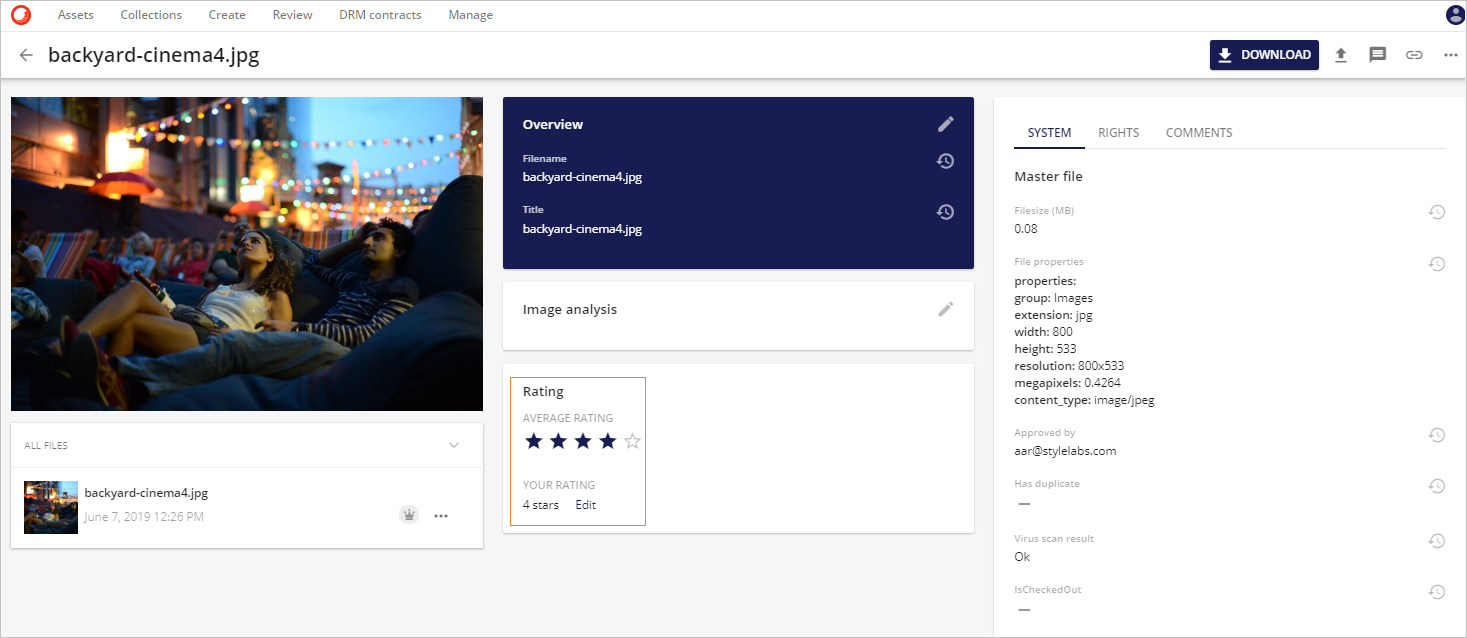 Assets Collections Create Review DRM contracts Manage
backyard-cinema4.jpg
DOWNLOAD
ALL FILES
backyard-cinema4.jpg
June 7, 2019 12:26 PM
Overview
Filename
backyard-cinema4.jpg
Title
backyard-cinema4.jpg
Image analysis
Rating
AVERAGE RATING
YOUR RATING
4 stars Edit
SYSTEM RIGHTS COMMENTS
Master file
Filesize (MB)
0.08
File properties
properties:
group: Images
extension: jpg
width: 800
height: 533
resolution: 800x533
megapixels: 0.4264
content_type: image/jpeg
Approved by
aar@stylelabs.com
Has duplicate
—
Virus scan result
Ok
IsCheckedOut
—